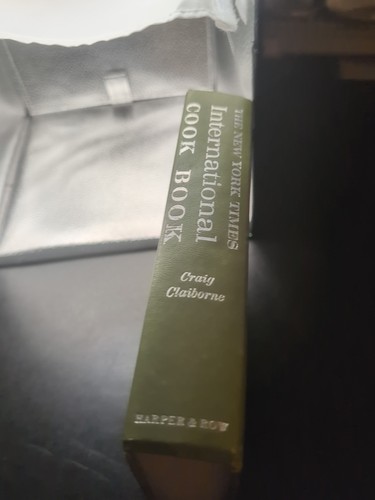 THE NEW YORK TIMES
International
COOK BOOK
Craig
Claiborne
HARPER & ROW